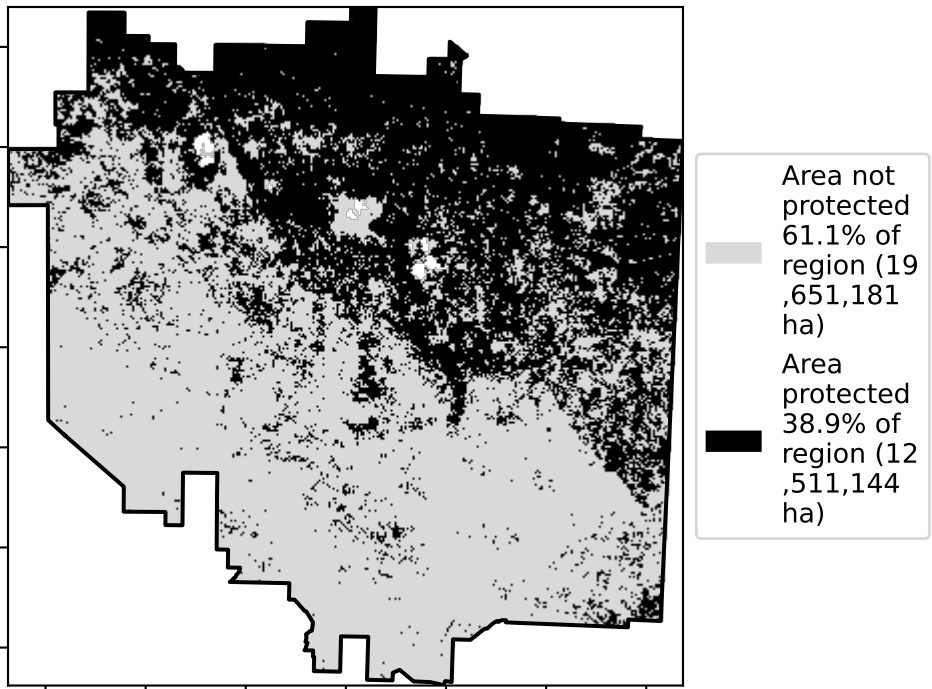 Area not
protected
61.1% of
region (19
,651,181
ha)
Area
protected
38.9% of
region (12
,511,144
ha)